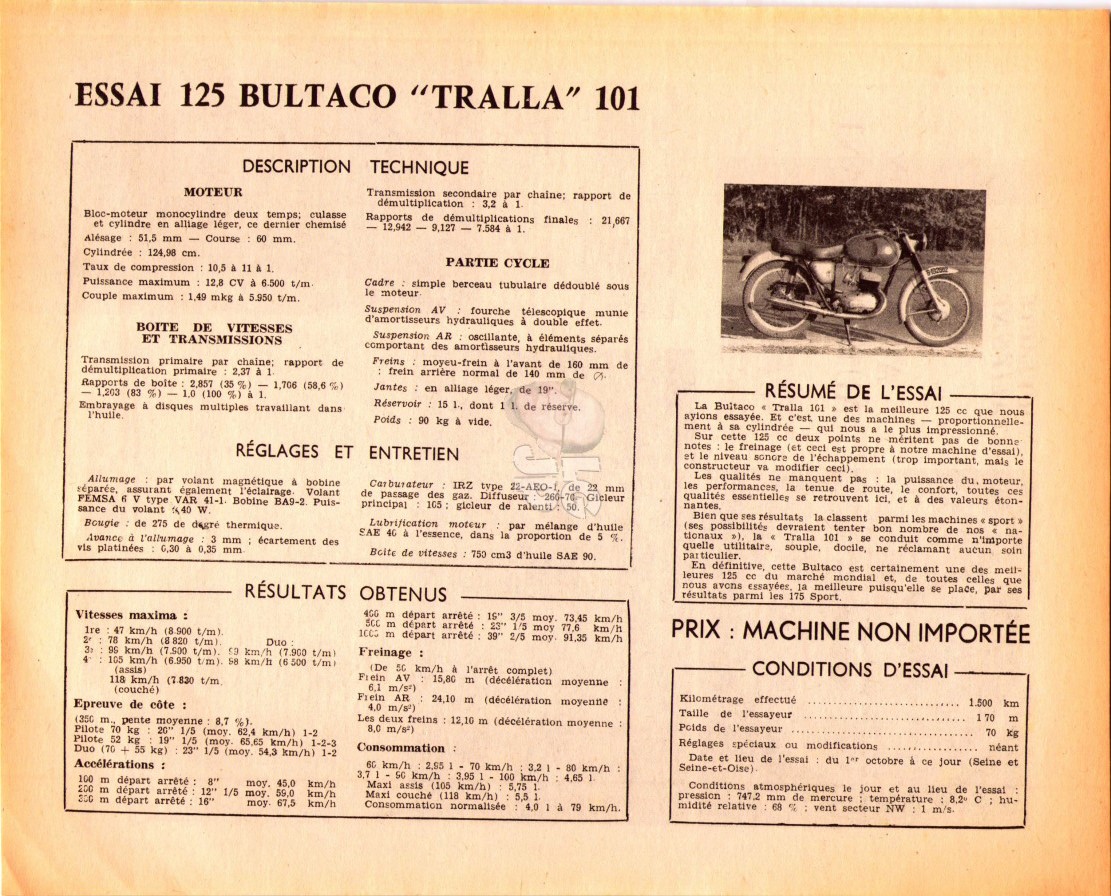 ESSAI 125 BULTACO “TRALLA” 101
DESCRIPTION TECHNIQUE
MOTEUR
Bloc-moteur monocylindre deux temps; culasse
et cylindre en alliage léger, ce dernier chemisé
Alésage : 51,5 mm — Course : 60 mm.
Cylindrée : 124,98 cm.
Taux de compression : 10,5 à 11 à 1.
Puissance maximum : 12,8 CV à 6.500 t/m.
Couple maximum : 1,49 mkg à 5.950 t/m.
BOITE DE VITESSES
ET TRANSMISSIONS
Transmission primaire par chaîne; rapport de
démultiplication primaire : 2,37 à 1.
Rapports de boîte : 2,857 (35 %) — 1,706 (58,6 %)
— 1,203 (83 %) — 1,0 (100 %) à 1.
Embrayage à disques multiples travaillant dans
l'huile.
Transmission secondaire par chaîne; rapport de
démultiplication : 3,2 à 1.
Rapports de démultiplications finales : 21,667
— 12,942 — 9,127 — 7.584 à 1.
PARTIE CYCLE
Cadre : simple berceau tubulaire dédoublé sous
le moteur.
Suspension AV : fourche télescopique munie
d'amortisseurs hydrauliques à double effet.
Suspension AR : oscillante, à éléments séparés
comportant des amortisseurs hydrauliques.
Freins : moyeu-frein à l'avant de 160 mm de
: frein arrière normal de 140 mm de ∅.
Jantes : en alliage léger, de 19".
Réservoir : 15 l., dont 1 l. de réserve.
Poids : 90 kg à vide.
RÉGLAGES ET ENTRETIEN
Allumage : par volant magnétique à bobine
séparée, assurant également l'éclairage. Volant
FEMSA 6 V type VAR 41-1. Bobine BA9-2. Puis-
sance du volant : 40 W.
Bougie : de 275 de degré thermique.
Avance à l'allumage : 3 mm ; écartement des
vis platinées : 0,30 à 0,35 mm
Carburateur : IRZ type 22-AEO-1, de 22 mm
de passage des gaz. Diffuseur : 260-70. Gicleur
principal : 105 ; gicleur de ralenti : 50.
Lubrification moteur : par mélange d'huile
SAE 40 à l'essence, dans la proportion de 5 %.
Boîte de vitesses : 750 cm3 d'huile SAE 90.
RÉSULTATS OBTENUS
Vitesses maxima :
1re : 47 km/h (8.900 t/m).
2e : 78 km/h (8 820 t/m). Duo :
3e : 99 km/h (7.900 t/m). 99 km/h (7.900 t/m)
4e : 105 km/h (6.950 t/m). 98 km/h (6 500 t/m)
(assis)
118 km/h (7.830 t/m.
(couché)
Epreuve de côte :
(350 m., pente moyenne : 8,7 %).
Pilote 70 kg : 20" 1/5 (moy. 62,4 km/h) 1-2
Pilote 52 kg : 19" 1/5 (moy. 65,65 km/h) 1-2-3
Duo (70 + 55 kg) : 23" 1/5 (moy. 54,3 km/h) 1-2
Accélérations :
100 m départ arrêté : 8" moy. 45,0 km/h
200 m départ arrêté : 12" 1/5 moy. 59,0 km/h
300 m départ arrêté : 16" moy. 67,5 km/h
400 m départ arrêté : 19" 3/5 moy. 73,45 km/h
500 m départ arrêté : 23" 1/5 moy 77,6 km/h
1000 m départ arrêté : 39" 2/5 moy. 91,35 km/h
Freinage :
(De 50 km/h à l'arrêt complet)
Frein AV : 15,80 m (décélération moyenne :
6,1 m/s²)
Frein AR : 24,10 m (décélération moyenne :
4,0 m/s²)
Les deux freins : 12,10 m (décélération moyenne :
8,0 m/s²)
Consommation :
60 km/h : 2,95 l - 70 km/h : 3,2 l - 80 km/h :
3,7 l - 90 km/h : 3,95 l - 100 km/h : 4,65 l.
Maxi assis (105 km/h) : 5,75 l.
Maxi couché (118 km/h) : 5,5 l.
Consommation normalisée : 4,0 l à 79 km/h.
RÉSUMÉ DE L'ESSAI
La Bultaco « Tralla 101 » est la meilleure 125 cc que nous
ayions essayée. Et c'est une des machines — proportionnelle-
ment à sa cylindrée — qui nous a le plus impressionné.
Sur cette 125 cc deux points ne méritent pas de bonne
notes : le freinage (et ceci est propre à notre machine d'essai),
et le niveau sonore de l'échappement (trop important, mais le
constructeur va modifier ceci).
Les qualités ne manquent pas : la puissance du moteur,
les performances, la tenue de route, le confort, toutes ces
qualités essentielles se retrouvent ici, et à des valeurs éton-
nantes.
Bien que ses résultats la classent parmi les machines « sport »
(ses possibilités devraient tenter bon nombre de nos « na-
tionaux »), la « Tralla 101 » se conduit comme n'importe
quelle utilitaire, souple, docile, ne réclamant aucun soin
particulier.
En définitive, cette Bultaco est certainement une des meil-
leures 125 cc du marché mondial et, de toutes celles que
nous avons essayées, la meilleure puisqu'elle se place, par ses
résultats parmi les 175 Sport.
PRIX : MACHINE NON IMPORTÉE
CONDITIONS D'ESSAI
Kilométrage effectué ........................... 1.500 km
Taille de l'essayeur ........................... 1 70 m
Poids de l'essayeur ........................... 70 kg
Réglages spéciaux ou modifications ................ néant
Date et lieu de l'essai : du 1er octobre à ce jour (Seine et
Seine-et-Oise).
Conditions atmosphériques le jour et au lieu de l'essai :
pression : 747,2 mm de mercure ; température : 8,2° C ; hu-
midité relative : 68 % ; vent secteur NW : 1 m/s.